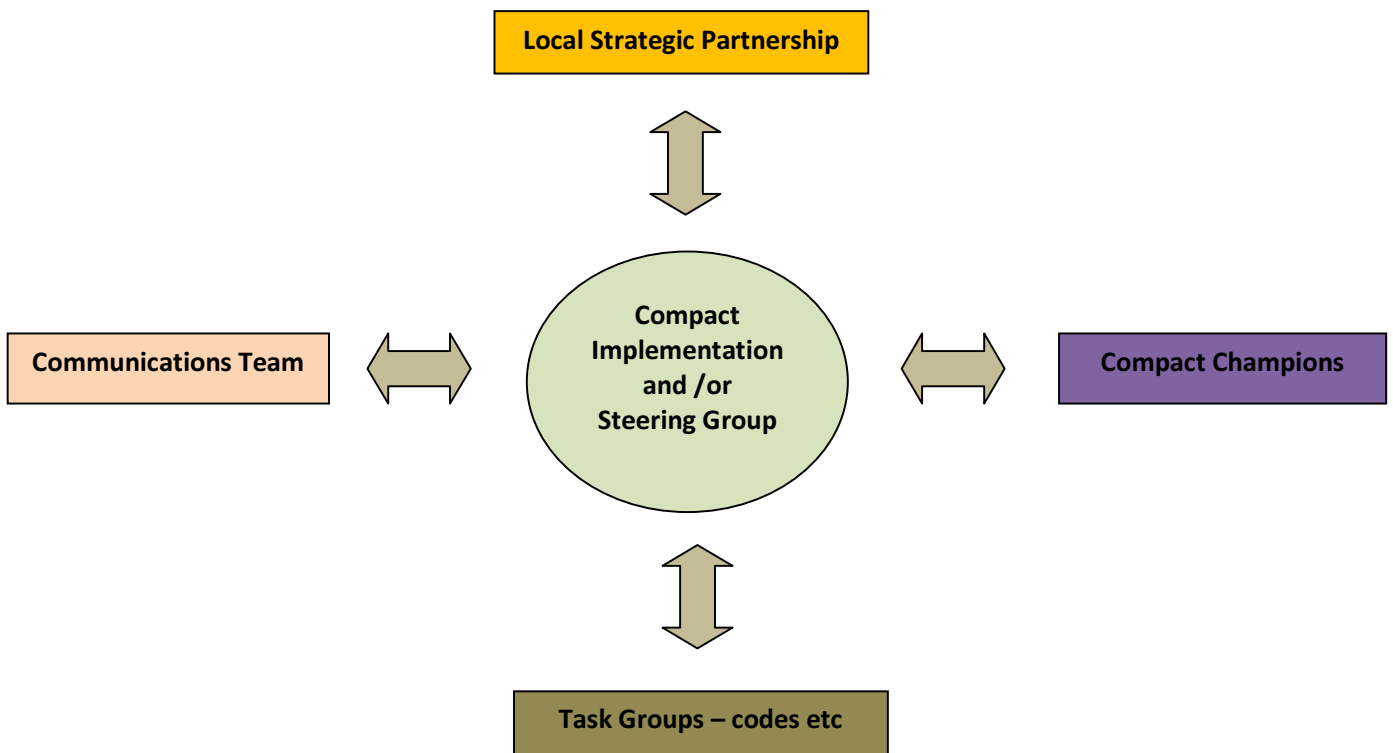 Local Strategic Partnership
Compact
Implementation
and /or
Steering Group
Communications Team
Compact Champions
Task Groups – codes etc